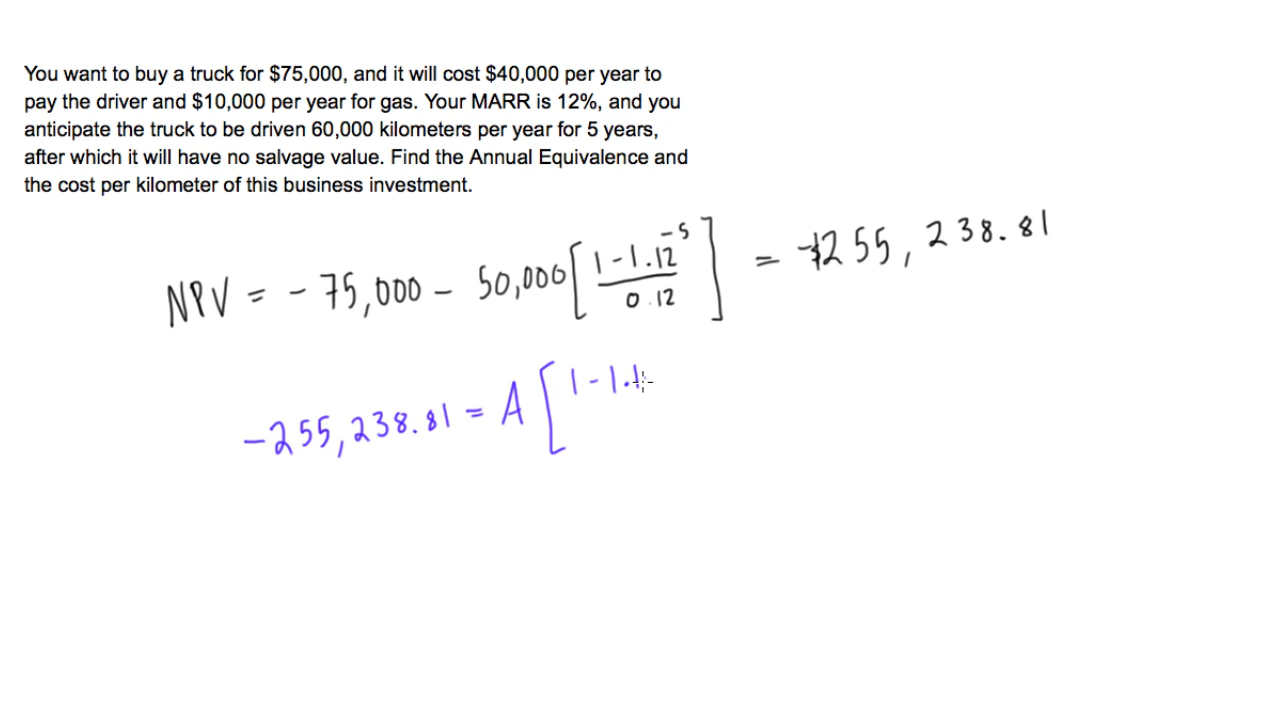 You want to buy a truck for $75,000, and it will cost $40,000 per year to
pay the driver and $10,000 per year for gas. Your MARR is 12%, and you
anticipate the truck to be driven 60,000 kilometers per year for 5 years,
after which it will have no salvage value. Find the Annual Equivalence and
the cost per kilometer of this business investment.
NPV = - 75,000 - 50,000 [ 1 - 1.12^-5 / 0.12 ] = -$255,238.81
-255,238.81 = A [ 1 - 1.1